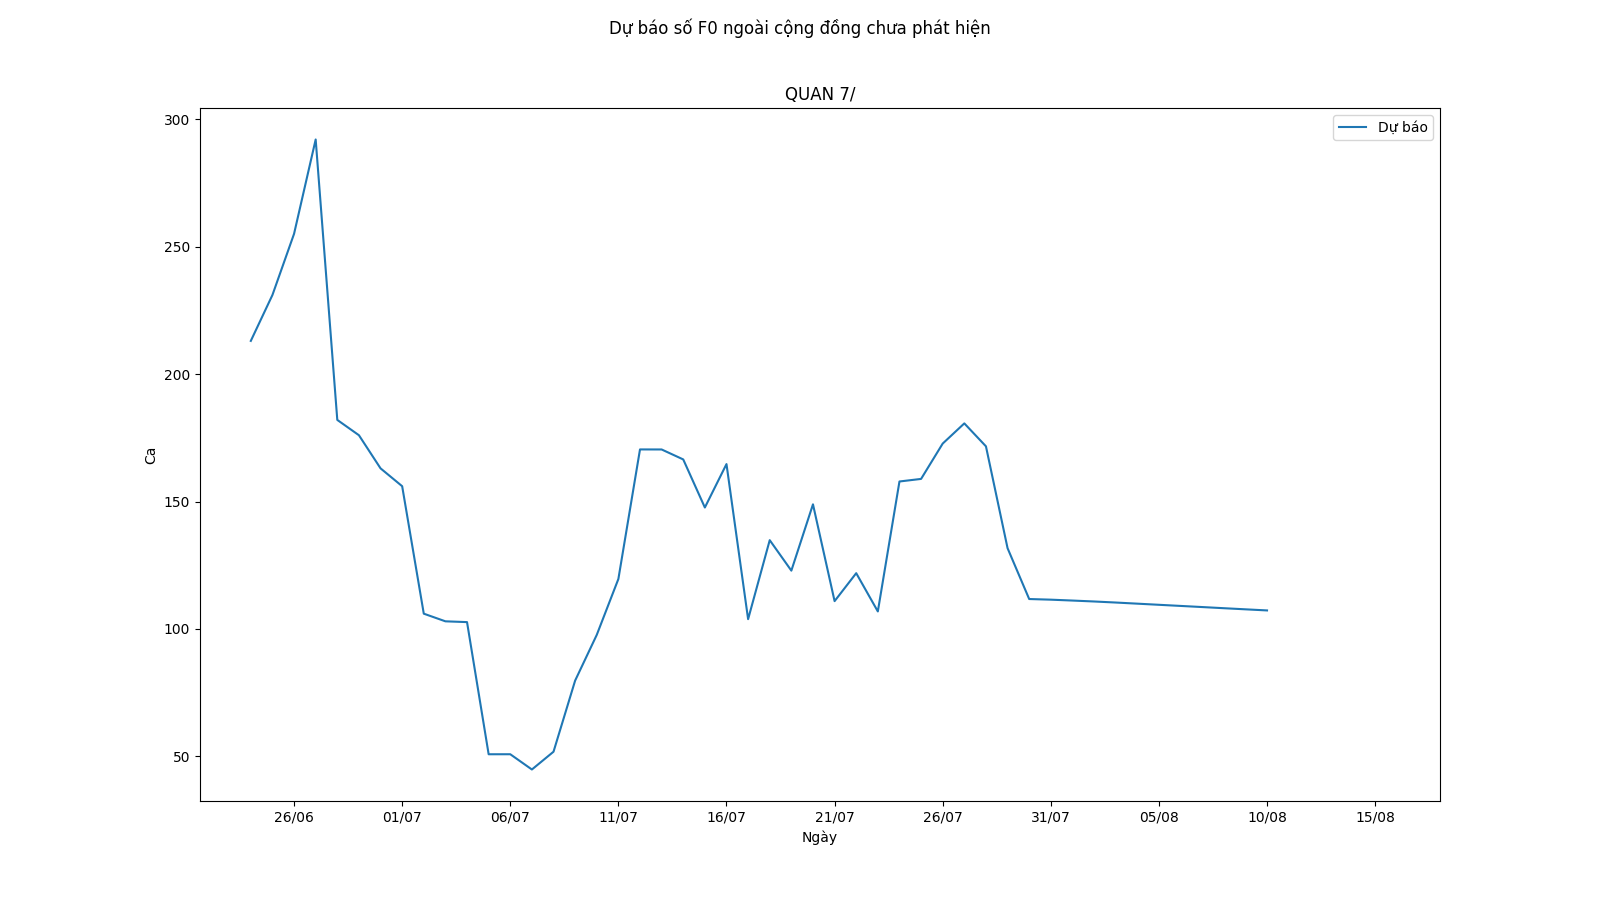 Dự báo số F0 ngoài cộng đồng chưa phát hiện
QUAN 7/
Dự báo
300
250
200
150
100
50
Ca
26/06 01/07 06/07 11/07 16/07 21/07 26/07 31/07 05/08 10/08 15/08
Ngày